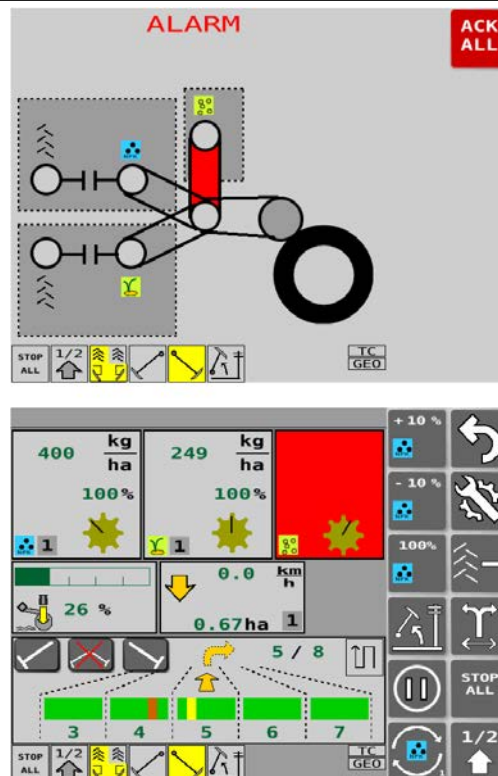 ALARM
ACK
ALL
STOP
ALL
1/2
TC
GEO
400 kg
ha
100%
1
249 kg
ha
100%
1
26 %
0.0 km
h
0.67ha 1
5 / 8
3 4 5 6 7
STOP
ALL
1/2
TC
GEO
+10 %
- 10 %
100%
STOP
ALL
1/2